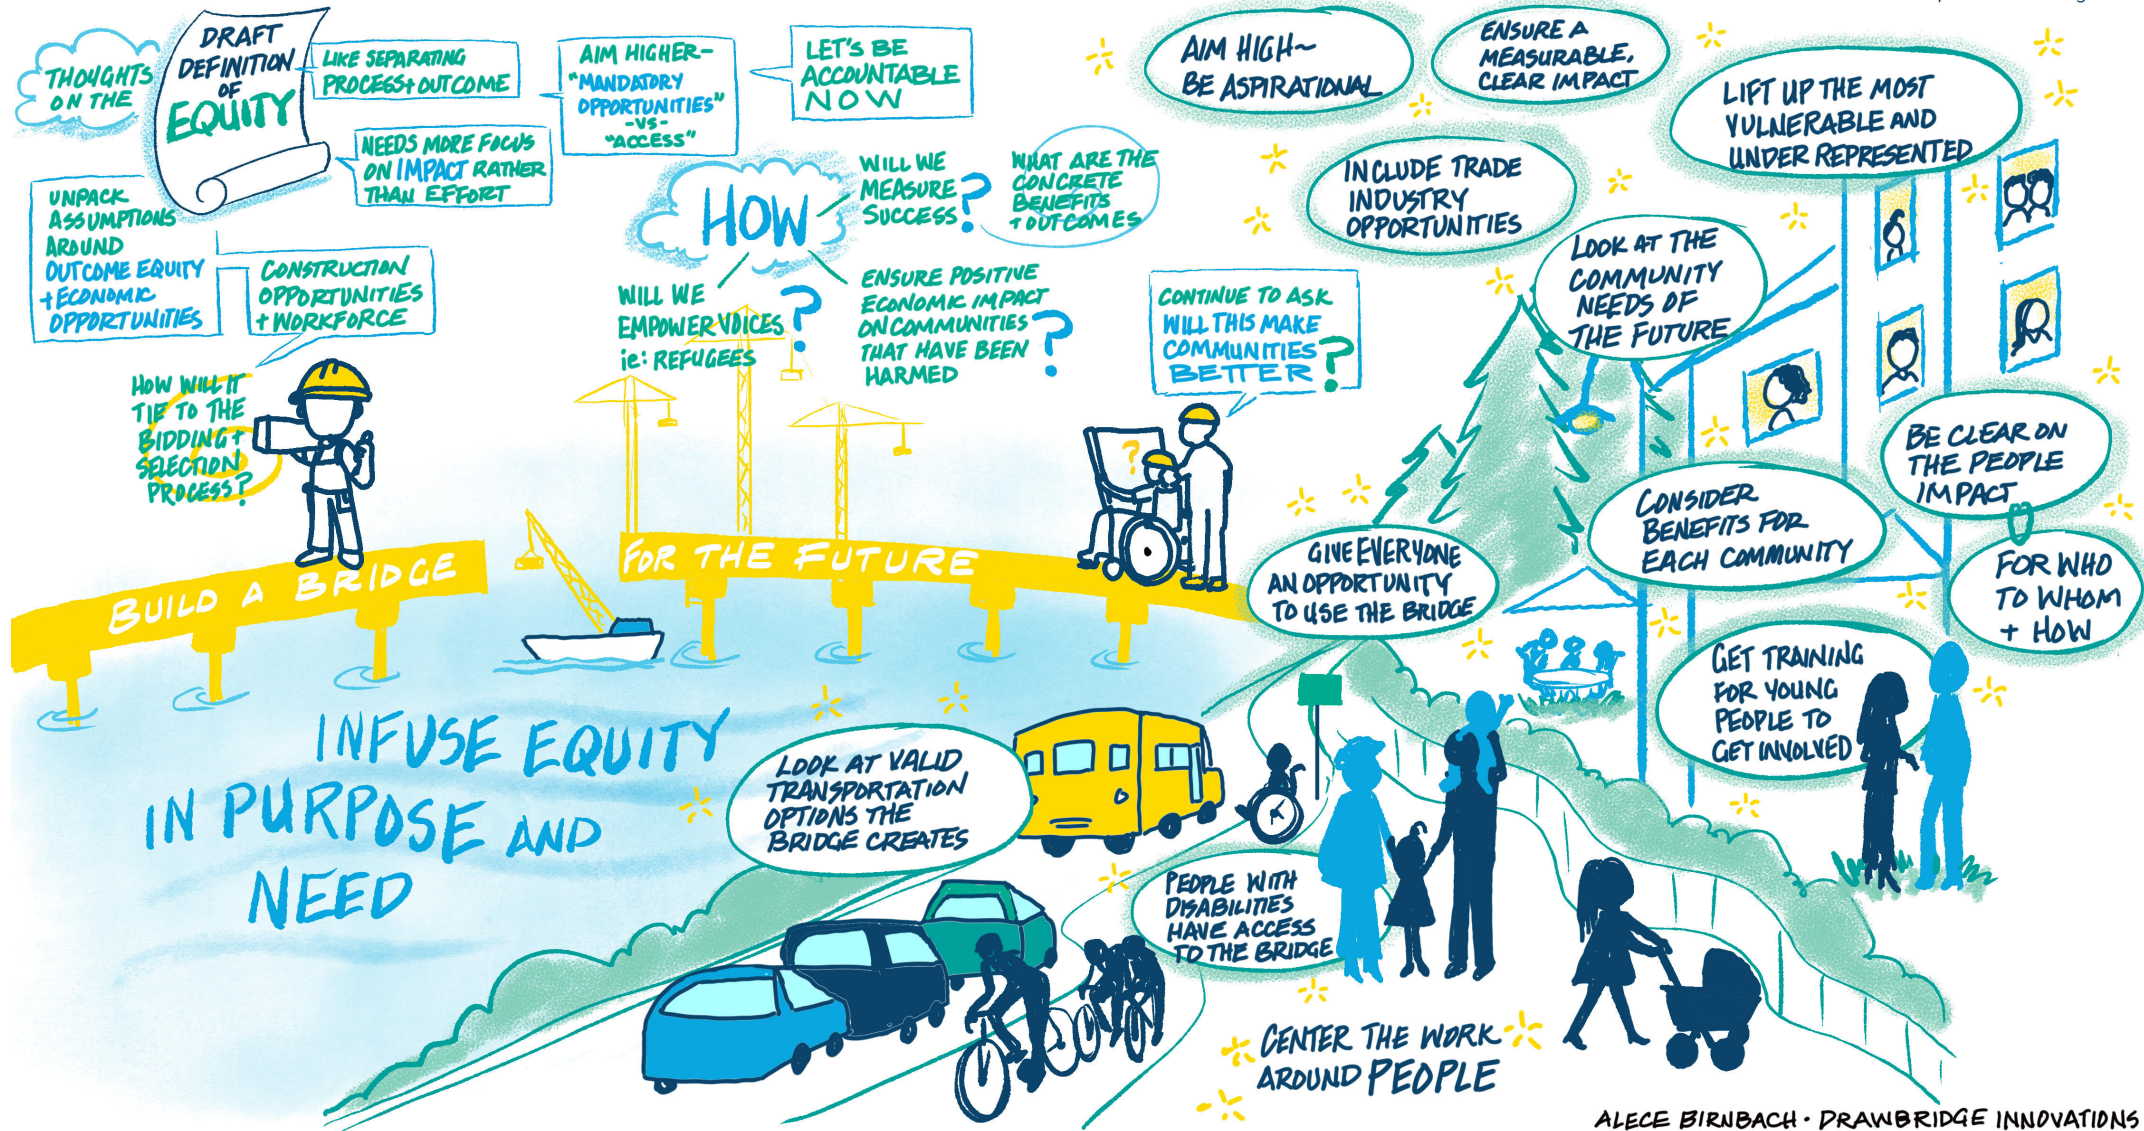 THOUGHTS
ON THE
DRAFT
DEFINITION
OF
EQUITY
LIKE SEPARATING
PROCESS + OUTCOME
NEEDS MORE FOCUS
ON IMPACT RATHER
THAN EFFORT
AIM HIGHER-
"MANDATORY
OPPORTUNITIES"
-VS-
"ACCESS"
LET'S BE
ACCOUNTABLE
NOW
UNPACK
ASSUMPTIONS
AROUND
OUTCOME EQUITY
+ ECONOMIC
OPPORTUNITIES
CONSTRUCTION
OPPORTUNITIES
+ WORKFORCE
HOW WILL IT
TIE TO THE
BIDDING +
SELECTION
PROCESS?
HOW
WILL WE
MEASURE
SUCCESS?
WHAT ARE THE
CONCRETE
BENEFITS
+ OUTCOMES
WILL WE
EMPOWER VOICES
ie: REFUGEES?
ENSURE POSITIVE
ECONOMIC IMPACT
ON COMMUNITIES
THAT HAVE BEEN
HARMED?
CONTINUE TO ASK
WILL THIS MAKE
COMMUNITIES
BETTER?
?
BUILD A BRIDGE
FOR THE FUTURE
INFUSE EQUITY
IN PURPOSE AND
NEED
AIM HIGH~
BE ASPIRATIONAL
ENSURE A
MEASURABLE,
CLEAR IMPACT
LIFT UP THE MOST
VULNERABLE AND
UNDER REPRESENTED
INCLUDE TRADE
INDUSTRY
OPPORTUNITIES
LOOK AT THE
COMMUNITY
NEEDS OF
THE FUTURE
BE CLEAR ON
THE PEOPLE
IMPACT
FOR WHO
TO WHOM
+ HOW
CONSIDER
BENEFITS FOR
EACH COMMUNITY
GIVE EVERYONE
AN OPPORTUNITY
TO USE THE BRIDGE
GET TRAINING
FOR YOUNG
PEOPLE TO
GET INVOLVED
LOOK AT VALID
TRANSPORTATION
OPTIONS THE
BRIDGE CREATES
PEOPLE WITH
DISABILITIES
HAVE ACCESS
TO THE BRIDGE
CENTER THE WORK
AROUND PEOPLE
ALECE BIRNBACH · DRAWBRIDGE INNOVATIONS